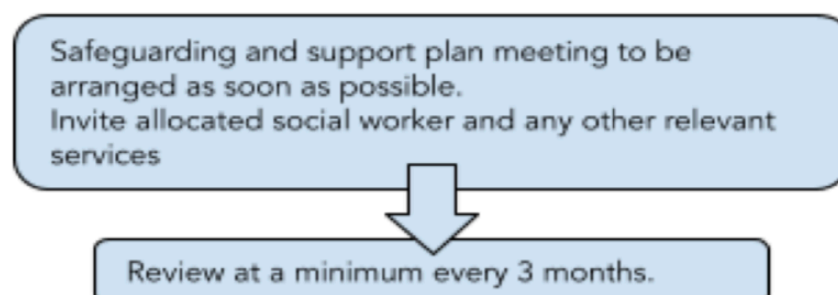 Safeguarding and support plan meeting to be
arranged as soon as possible.
Invite allocated social worker and any other relevant
services
Review at a minimum every 3 months.